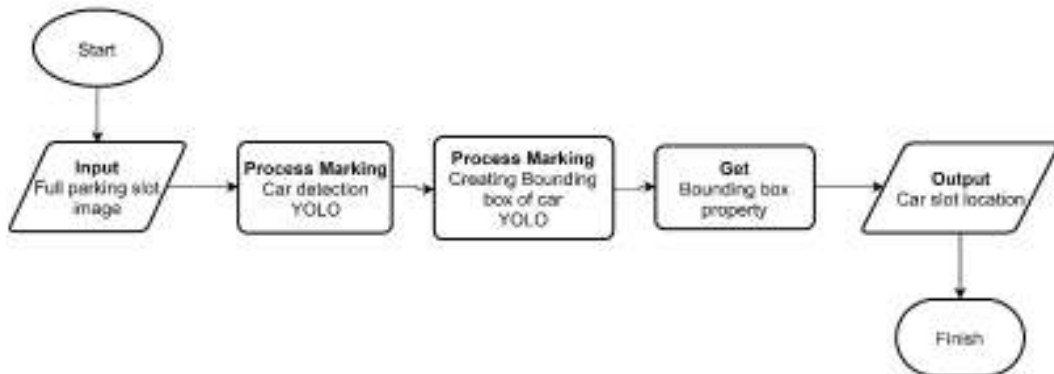 Start
Input
Full parking slot
image
Process Marking
Car detection
YOLO
Process Marking
Creating Bounding
box of car
YOLO
Get
Bounding box
property
Output
Car slot location
Finish